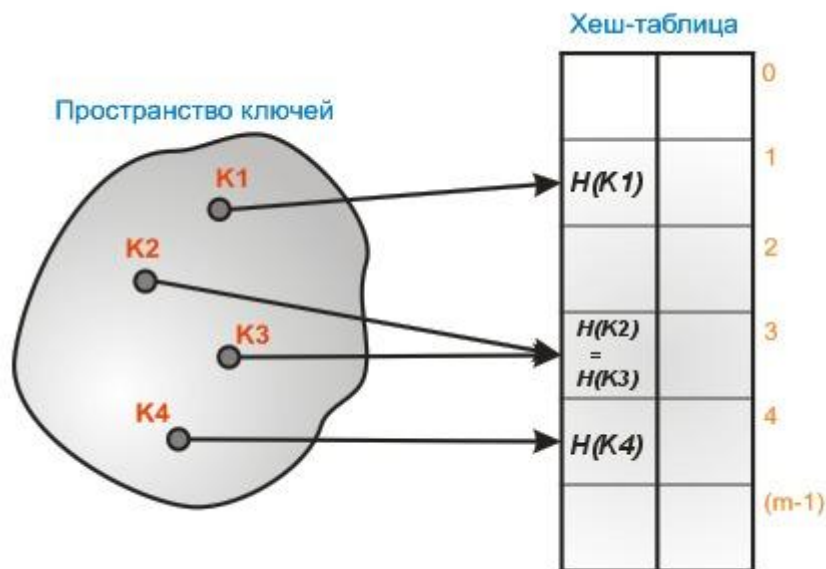 Хеш-таблица
Пространство ключей
0
K1
1
H(K1)
K2
2
K3
H(K2)
=
H(K3)
3
K4
4
H(K4)
(m-1)